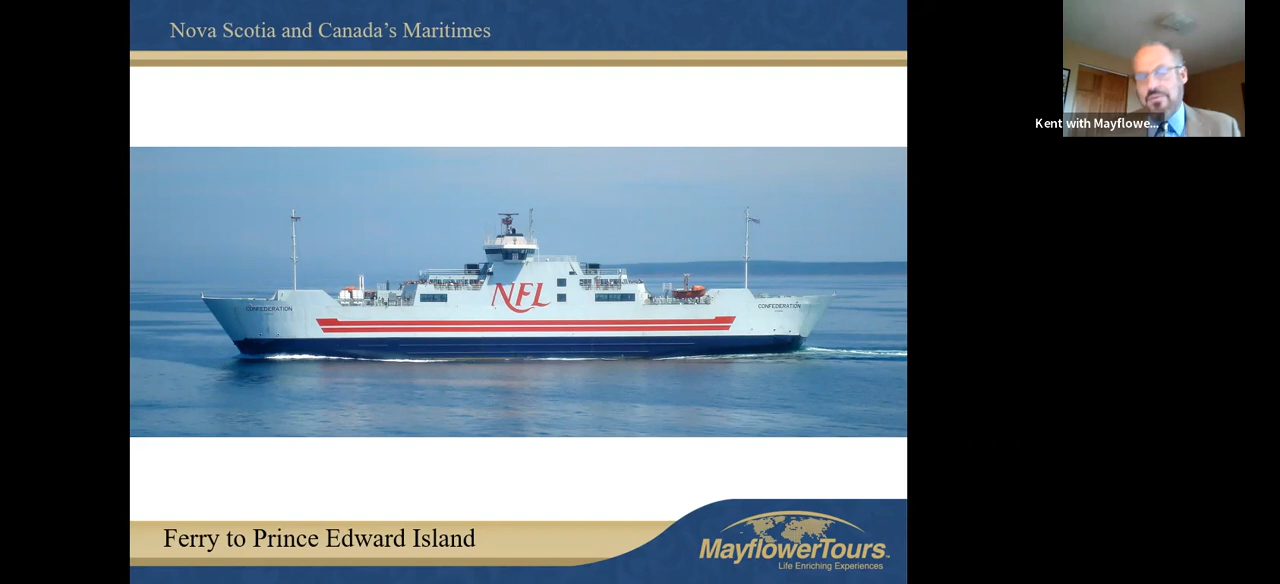 Nova Scotia and Canada’s Maritimes
Kent with Mayflowe...
NFL
CONFEDERATION
CONFEDERATION
Ferry to Prince Edward Island
MayflowerTours
Life Enriching Experiences